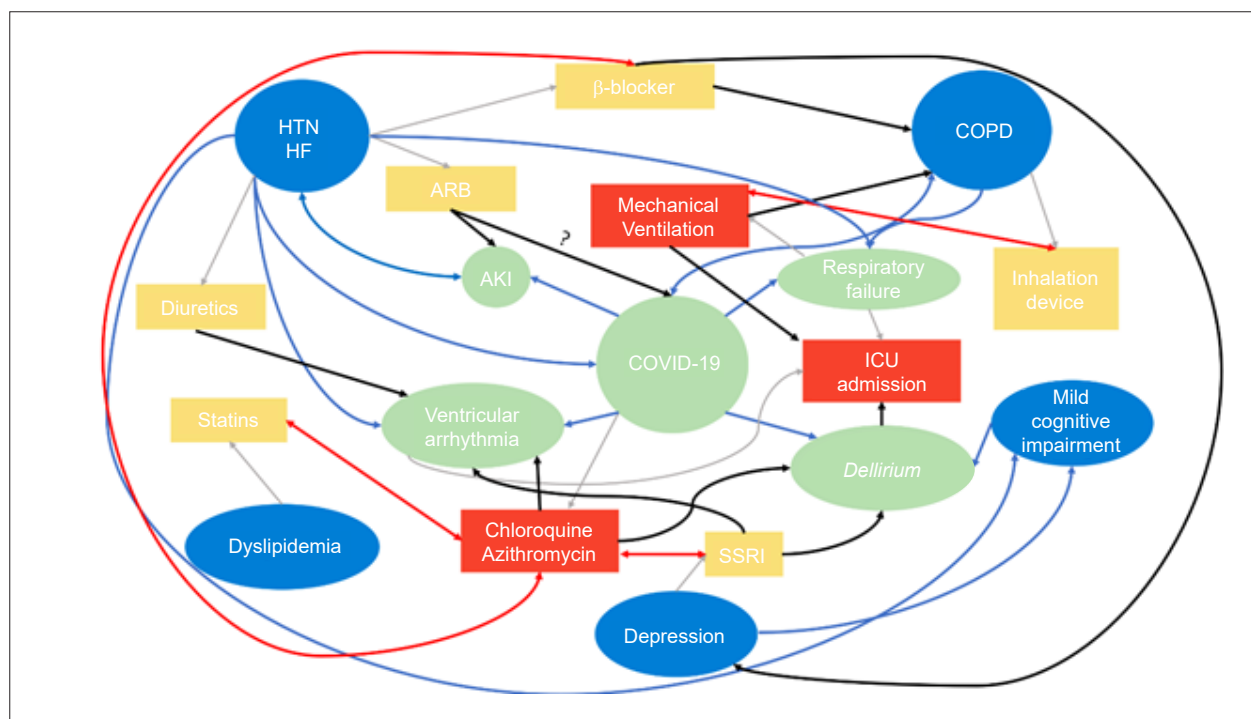 β-blocker
HTN
HF
COPD
ARB
Mechanical
Ventilation
?
AKI
Respiratory
failure
Inhalation
device
Diuretics
COVID-19
ICU
admission
Statins
Ventricular
arrhythmia
Mild
cognitive
impairment
Dellirium
Dyslipidemia
Chloroquine
Azithromycin
SSRI
Depression